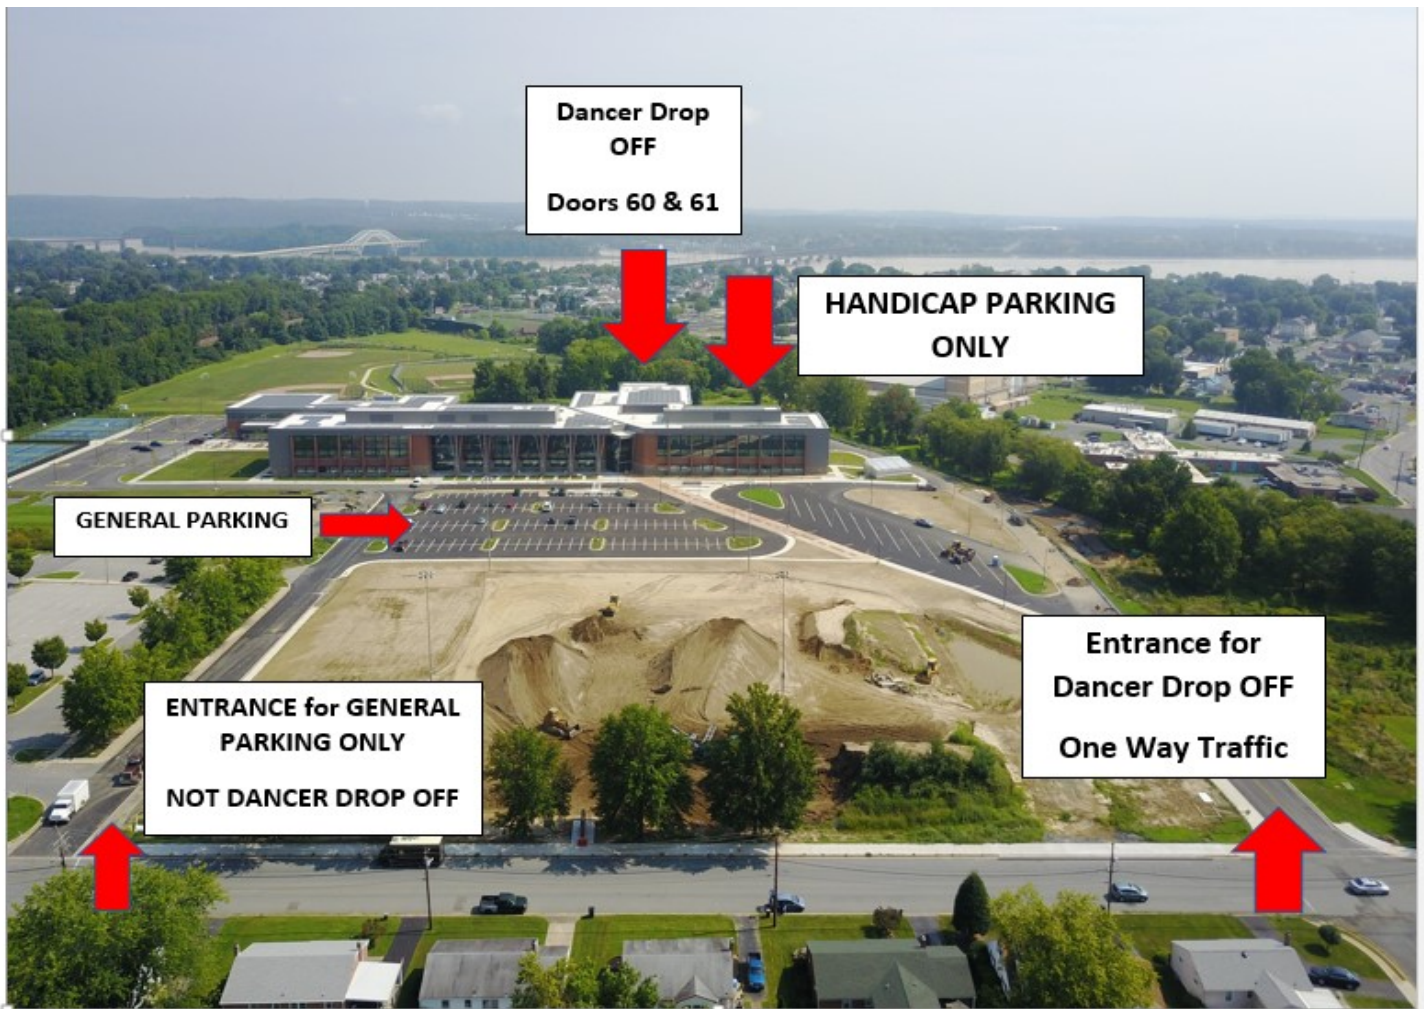 Dancer Drop
OFF
Doors 60 & 61
HANDICAP PARKING
ONLY
GENERAL PARKING
ENTRANCE for GENERAL
PARKING ONLY
NOT DANCER DROP OFF
Entrance for
Dancer Drop OFF
One Way Traffic